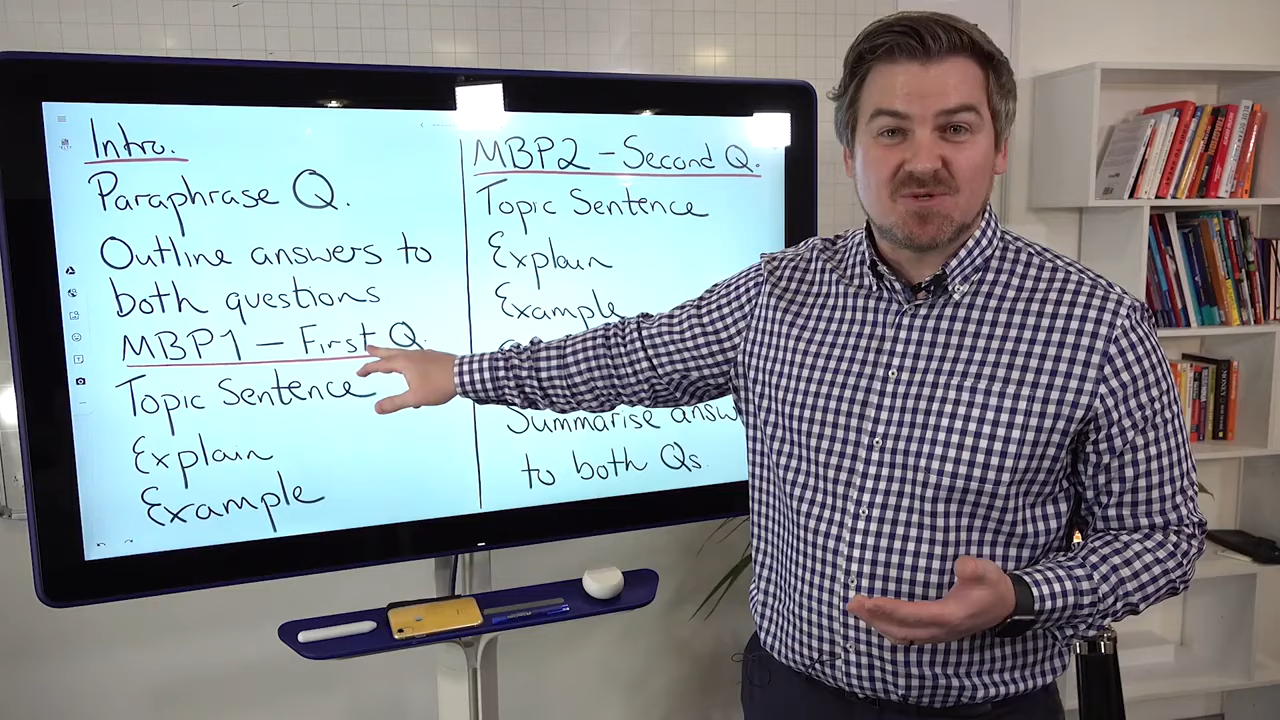 Intro.
Paraphrase Q.
Outline answers to
both questions
MBP1 – First Q.
Topic Sentence
Explain
Example
MBP2 – Second Q.
Topic Sentence
Explain
Example
Summarise
to both Qs.
MONEY